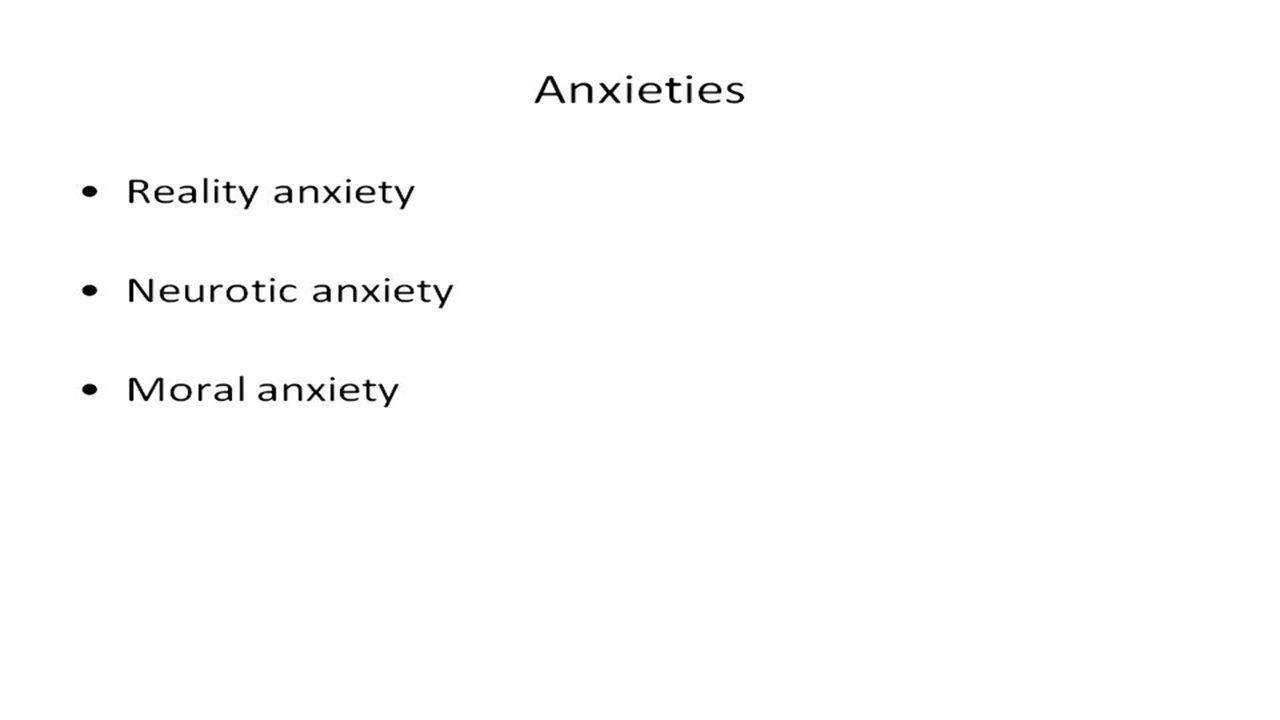 Anxieties
• Reality anxiety
• Neurotic anxiety
• Moral anxiety